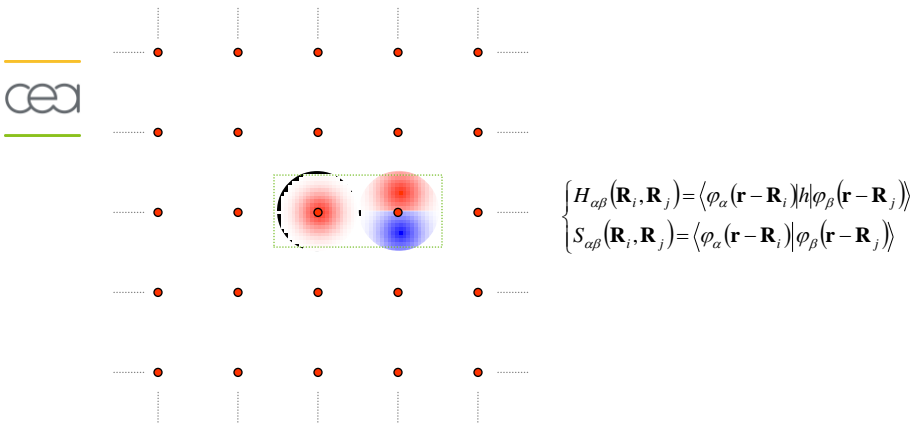 cea
H_{αβ}(R_i, R_j) = ⟨φ_α(r − R_i)|h|φ_β(r − R_j)⟩
S_{αβ}(R_i, R_j) = ⟨φ_α(r − R_i)|φ_β(r − R_j)⟩